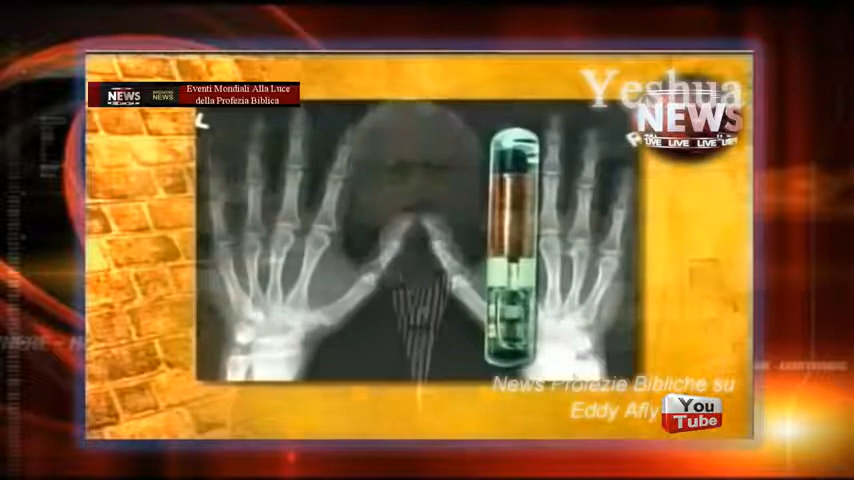 NEWS
BREAKING NEWS
Eventi Mondiali Alla Luce
della Profezia Biblica
Yeshua
NEWS
LIVE LIVE LIVE
L
News Profezie Bibliche su
Eddy Afly
You
Tube